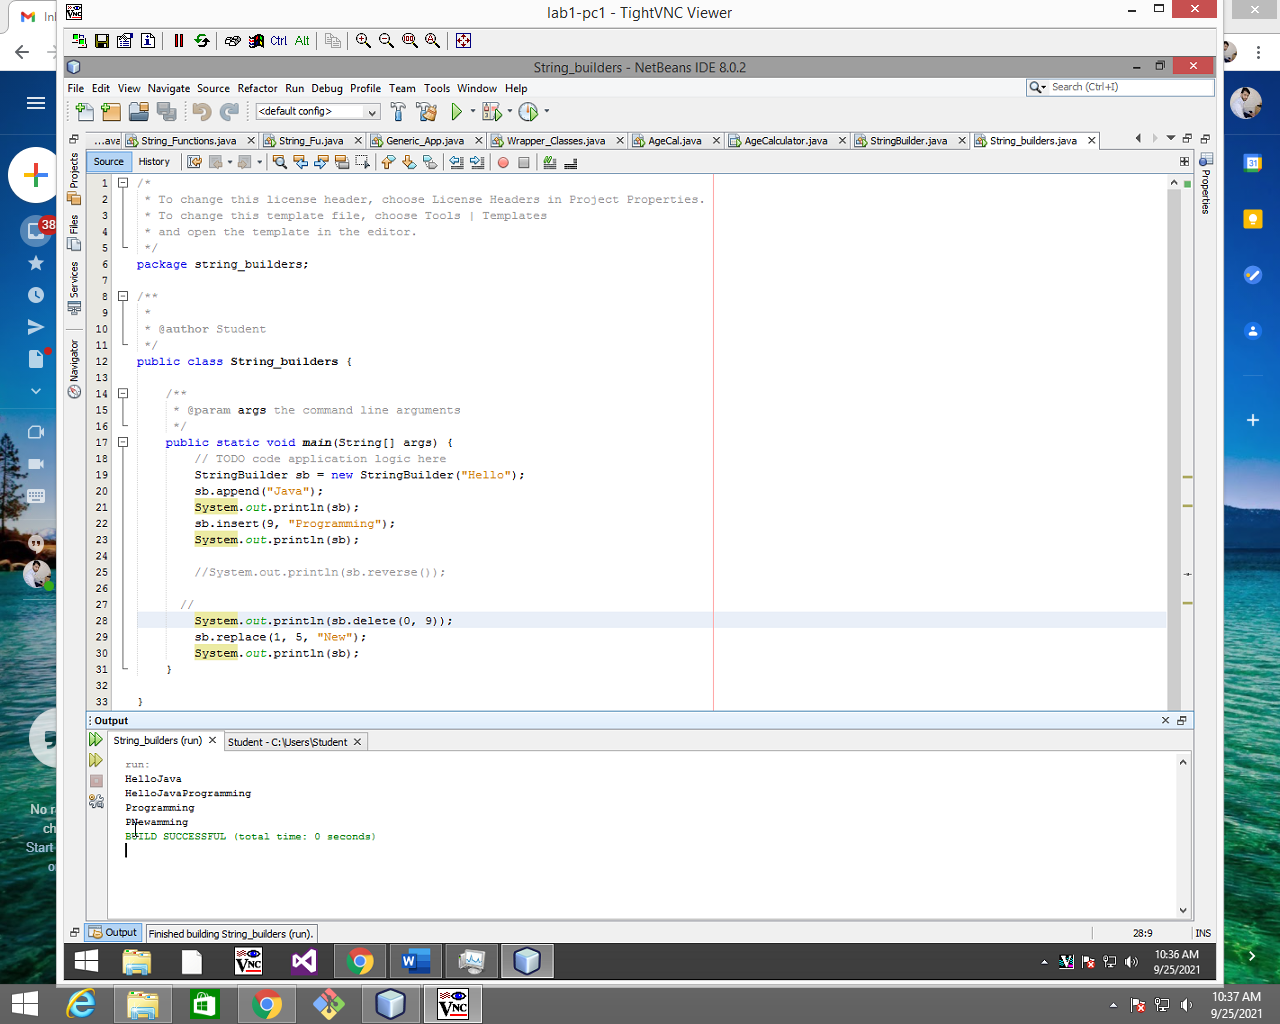 lab1-pc1 - TightVNC Viewer
Ctrl Alt
String_builders - NetBeans IDE 8.0.2
File Edit View Navigate Source Refactor Run Debug Profile Team Tools Window Help
Search (Ctrl+I)
<default config>
...ava String_Functions.java String_Fu.java Generic_App.java Wrapper_Classes.java AgeCal.java AgeCalculator.java StringBuilder.java String_builders.java
Source History
Projects
Files
Services
Navigator
Properties
1 /*
2 * To change this license header, choose License Headers in Project Properties.
3 * To change this template file, choose Tools | Templates
4 * and open the template in the editor.
5 */
6 package string_builders;
7
8 /**
9 *
10 * @author Student
11 */
12 public class String_builders {
13
14 /**
15 * @param args the command line arguments
16 */
17 public static void main(String[] args) {
18 // TODO code application logic here
19 StringBuilder sb = new StringBuilder("Hello");
20 sb.append("Java");
21 System.out.println(sb);
22 sb.insert(9, "Programming");
23 System.out.println(sb);
24
25 //System.out.println(sb.reverse());
26
27 //
28 System.out.println(sb.delete(0, 9));
29 sb.replace(1, 5, "New");
30 System.out.println(sb);
31 }
32
33 }
Output
String_builders (run) Student - C:\Users\Student
run:
HelloJava
HelloJavaProgramming
Programming
PNewamming
BUILD SUCCESSFUL (total time: 0 seconds)
Output Finished building String_builders (run). 28:9 INS
10:36 AM
9/25/2021
10:37 AM
9/25/2021
38
31
No
ch
Start